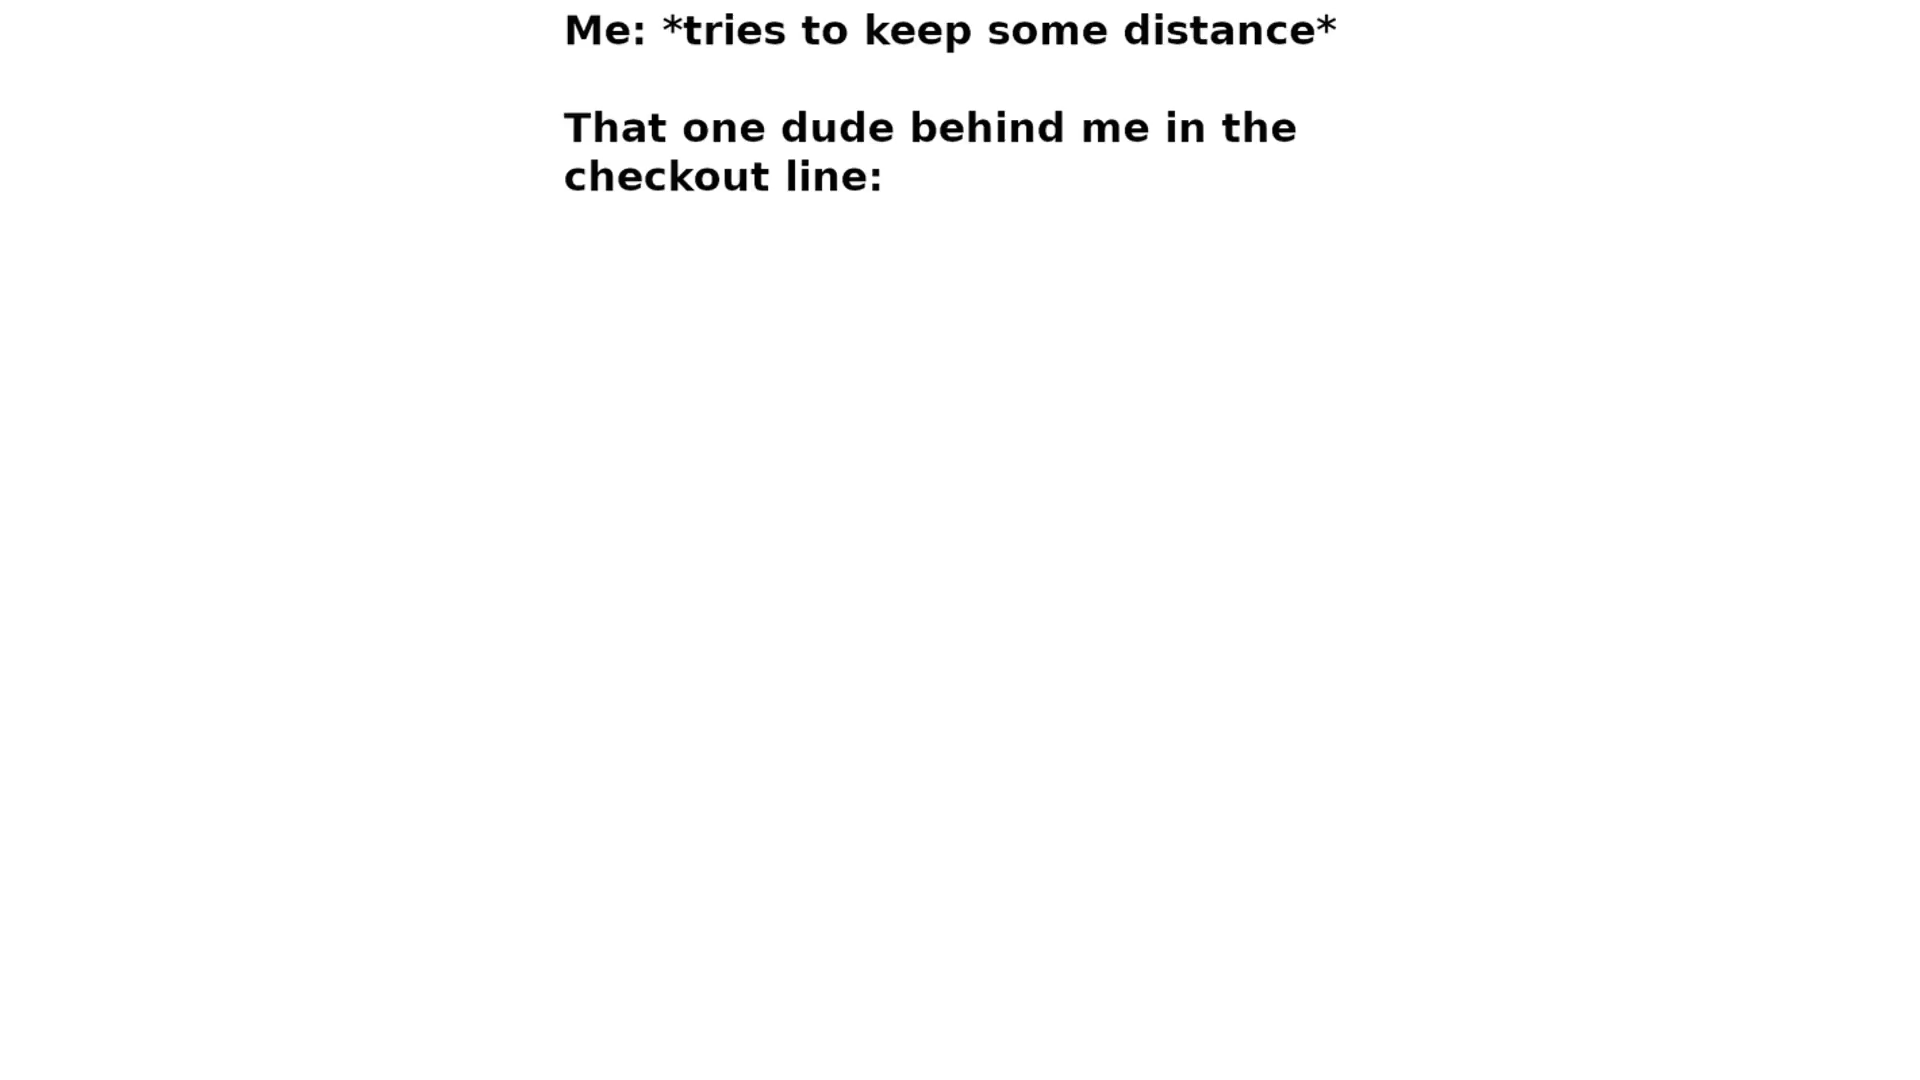 Me: *tries to keep some distance*
That one dude behind me in the
checkout line: